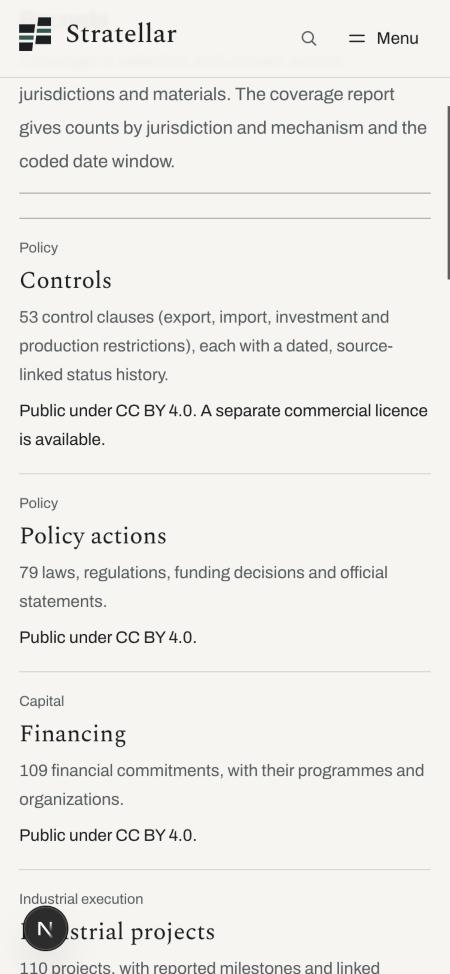 Stratellar
Menu
jurisdictions and materials. The coverage report
gives counts by jurisdiction and mechanism and the
coded date window.
Policy
Controls
53 control clauses (export, import, investment and
production restrictions), each with a dated, source-
linked status history.
Public under CC BY 4.0. A separate commercial licence
is available.
Policy
Policy actions
79 laws, regulations, funding decisions and official
statements.
Public under CC BY 4.0.
Capital
Financing
109 financial commitments, with their programmes and
organizations.
Public under CC BY 4.0.
Industrial execution
N
strial projects
110 projects, with reported milestones and linked